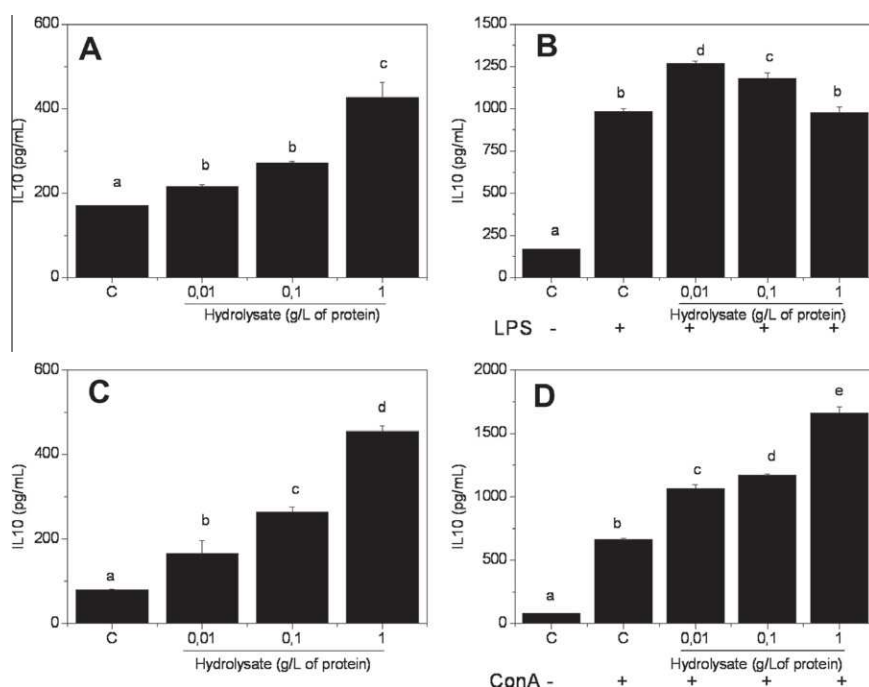 A
IL10 (pg/mL)
600
400
200
0
a
b
b
c
C
0,01
0,1
1
Hydrolysate (g/L of protein)
B
IL10 (pg/mL)
1500
1250
1000
750
500
250
0
a
b
d
c
b
C
C
0,01
0,1
1
Hydrolysate (g/L of protein)
LPS - + + + +
C
IL10 (pg/mL)
600
400
200
0
a
b
c
d
C
0,01
0,1
1
Hydrolysate (g/L of protein)
D
IL10 (pg/mL)
2000
1500
1000
500
0
a
b
c
d
e
C
C
0,01
0,1
1
Hydrolysate (g/Lof protein)
ConA - + + + +